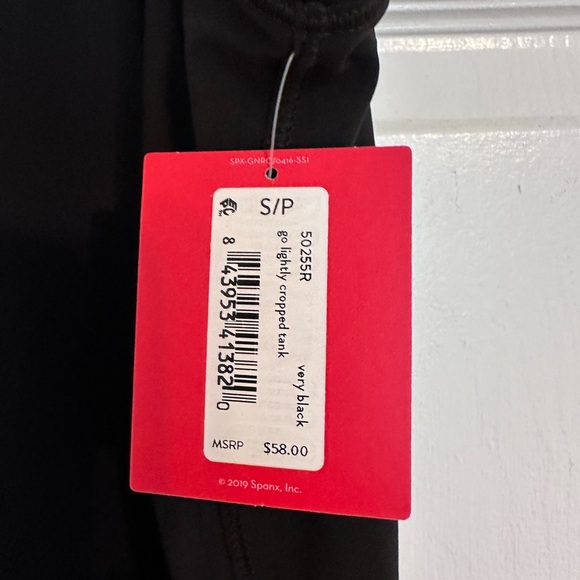 SPX-GNRC/0416-SS1
S/P
50255R
go lightly cropped tank
very black
8 43953 41382 0
MSRP $58.00
© 2019 Spanx, Inc.